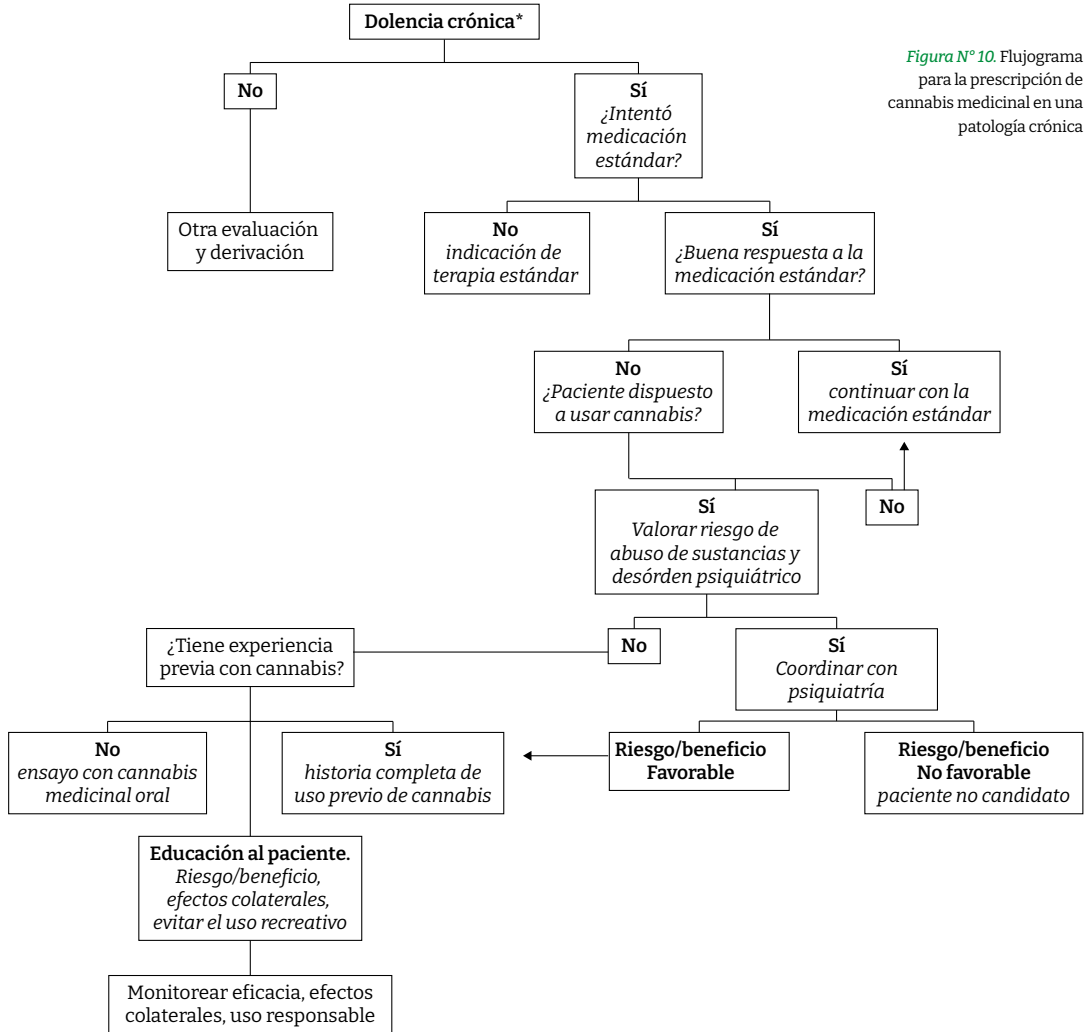 Dolencia crónica*
Figura N° 10. Flujograma
para la prescripción de
cannabis medicinal en una
patología crónica
No
Sí
¿Intentó
medicación
estándar?
Otra evaluación
y derivación
No
indicación de
terapia estándar
Sí
¿Buena respuesta a la
medicación estándar?
No
¿Paciente dispuesto
a usar cannabis?
Sí
continuar con la
medicación estándar
Sí
Valorar riesgo de
abuso de sustancias y
desórden psiquiátrico
No
¿Tiene experiencia
previa con cannabis?
No
Sí
Coordinar con
psiquiatría
No
ensayo con cannabis
medicinal oral
Sí
historia completa de
uso previo de cannabis
Riesgo/beneficio
Favorable
Riesgo/beneficio
No favorable
paciente no candidato
Educación al paciente.
Riesgo/beneficio,
efectos colaterales,
evitar el uso recreativo
Monitorear eficacia, efectos
colaterales, uso responsable